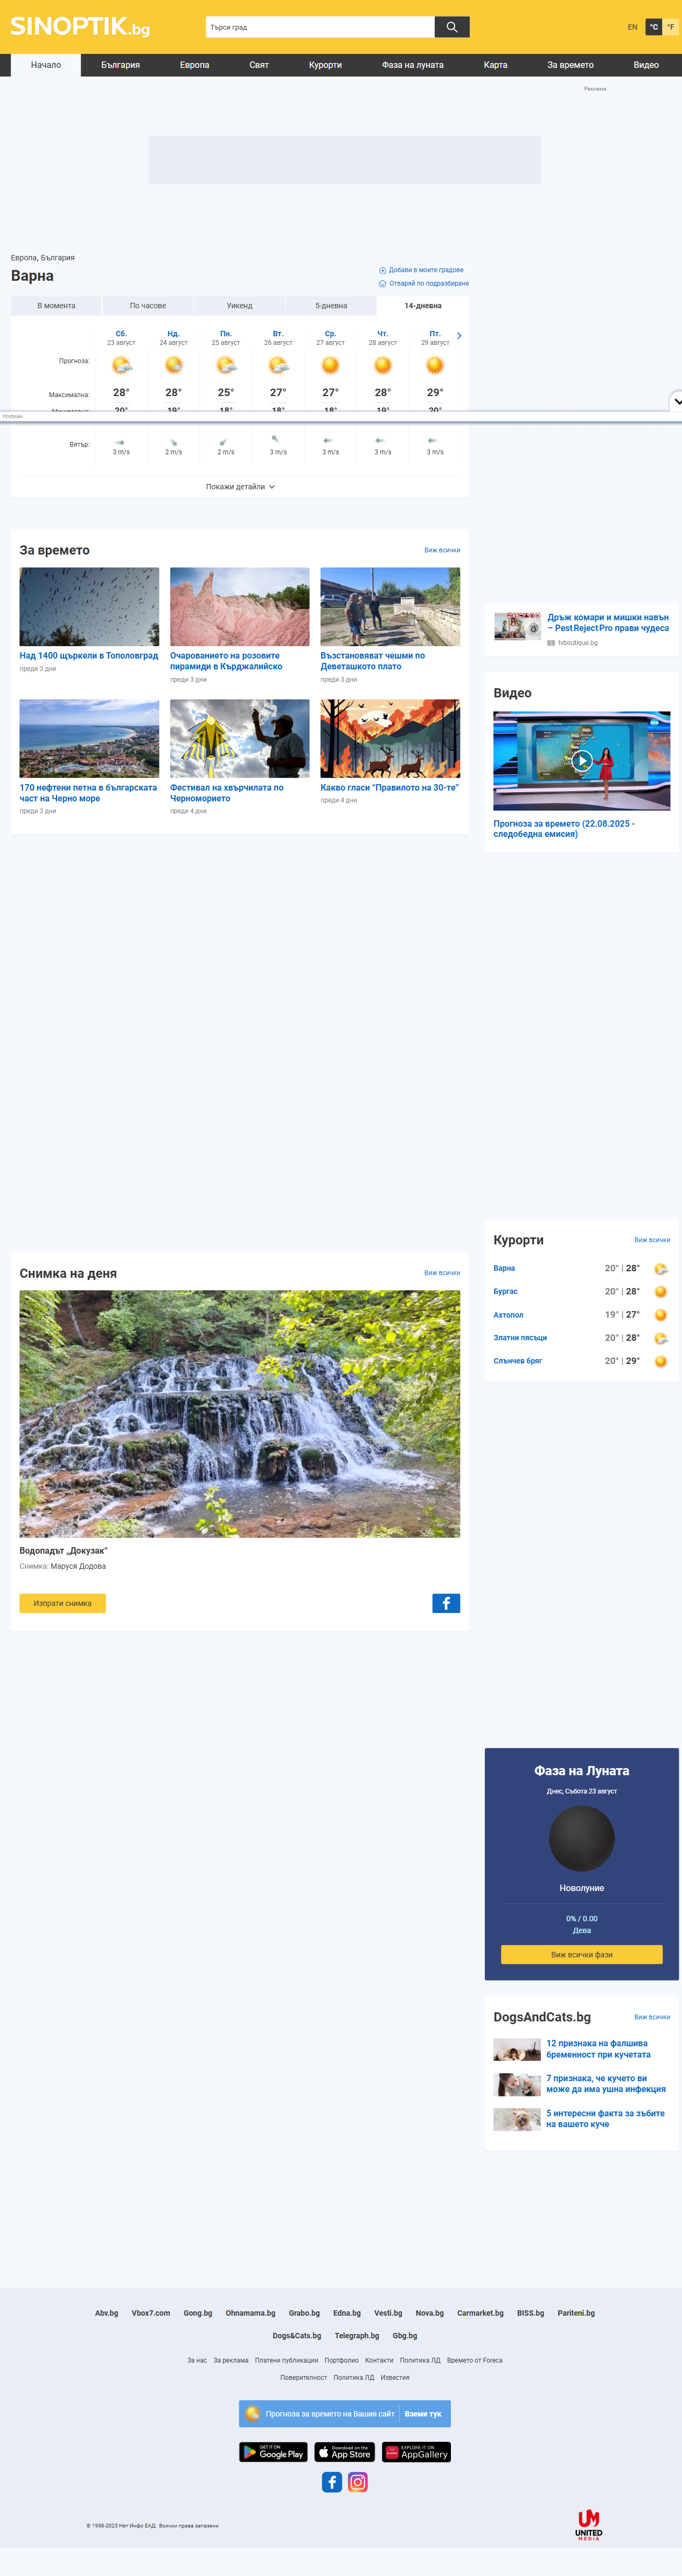 SINOPTIK.bg
Търси град
EN
°C
°F
Начало
България
Европа
Свят
Курорти
Фаза на луната
Карта
За времето
Видео
Реклама
Европа, България
Варна
Добави в моите градове
Отваряй по подразбиране
В момента
По часове
Уикенд
5-дневна
14-дневна
Сб. Нд. Пн. Вт. Ср. Чт. Пт.
23 август 24 август 25 август 26 август 27 август 28 август 29 август
Прогноза:
Максимална: 28° 28° 25° 27° 27° 28° 29°
20° 19° 18° 18° 18° 19° 20°
РЕКЛАМА
Вятър: 3 m/s 2 m/s 2 m/s 3 m/s 3 m/s 3 m/s 3 m/s
Покажи детайли
За времето
Виж всички
Над 1400 щъркели в Тополовград
преди 3 дни
Очарованието на розовите
пирамиди в Кърджалийско
преди 3 дни
Възстановяват чешми по
Деветашкото плато
преди 3 дни
170 нефтени петна в българската
част на Черно море
преди 3 дни
Фестивал на хвърчилата по
Черноморието
преди 4 дни
Какво гласи "Правилото на 30-те"
преди 4 дни
Дръж комари и мишки навън
– Pest Reject Pro прави чудеса
tvboutique.bg
Видео
Прогноза за времето (22.08.2025 -
следобедна емисия)
Курорти
Виж всички
Варна 20° | 28°
Бургас 20° | 28°
Ахтопол 19° | 27°
Златни пясъци 20° | 28°
Слънчев бряг 20° | 29°
Снимка на деня
Виж всички
Водопадът „Докузак“
Снимка: Маруся Додова
Изпрати снимка
Фаза на Луната
Днес, Събота 23 август
Новолуние
0% / 0.00
Дева
Виж всички фази
DogsAndCats.bg
Виж всички
12 признака на фалшива
бременност при кучетата
7 признака, че кучето ви
може да има ушна инфекция
5 интересни факта за зъбите
на вашето куче
Abv.bg Vbox7.com Gong.bg Ohnamama.bg Grabo.bg Edna.bg Vesti.bg Nova.bg Carmarket.bg BISS.bg Pariteni.bg
Dogs&Cats.bg Telegraph.bg Gbg.bg
За нас За реклама Платени публикации Портфолио Контакти Политика ЛД Времето от Foreca
Поверителност Политика ЛД Известия
Прогноза за времето на Вашия сайт Вземи тук
GET IT ON
Google Play
Download on the
App Store
EXPLORE IT ON
AppGallery
© 1998-2025 Нет Инфо ЕАД. Всички права запазени
UM
UNITED
MEDIA